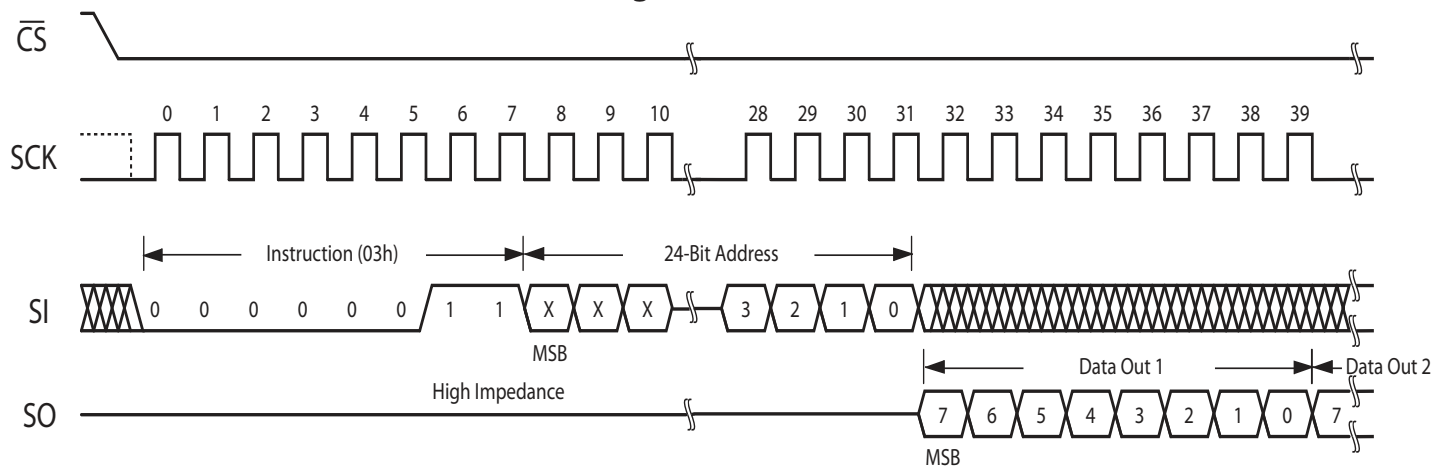 CS
0 1 2 3 4 5 6 7 8 9 10 28 29 30 31 32 33 34 35 36 37 38 39
SCK
Instruction (03h) 24-Bit Address
SI 0 0 0 0 0 0 1 1 X X X 3 2 1 0
MSB
Data Out 1 Data Out 2
High Impedance
SO 7 6 5 4 3 2 1 0 7
MSB